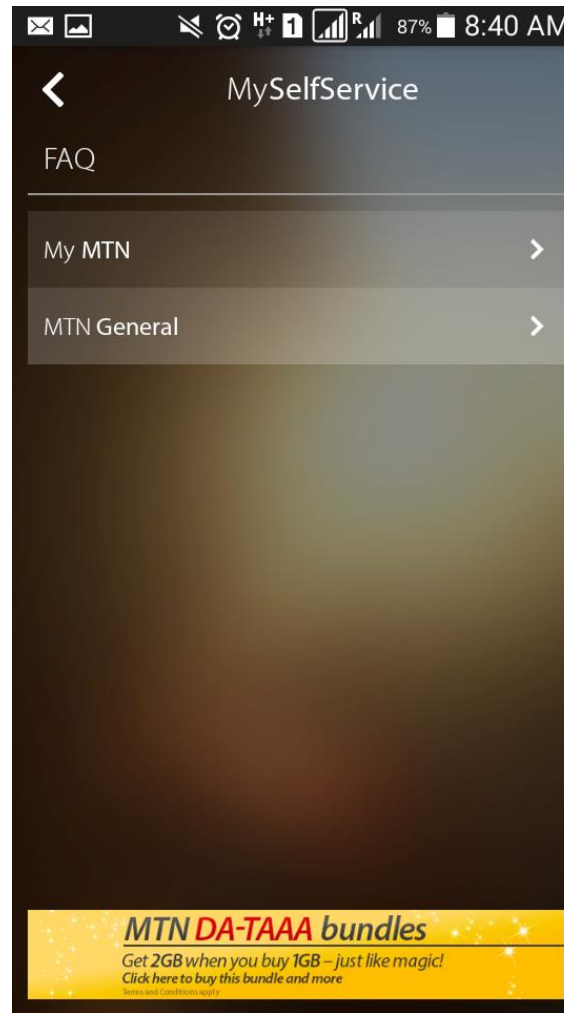 H+ 1 R 87% 8:40 AM
MySelfService
FAQ
My MTN
MTN General
MTN DA-TAAA bundles
Get 2GB when you buy 1GB – just like magic!
Click here to buy this bundle and more
Terms and Conditions apply